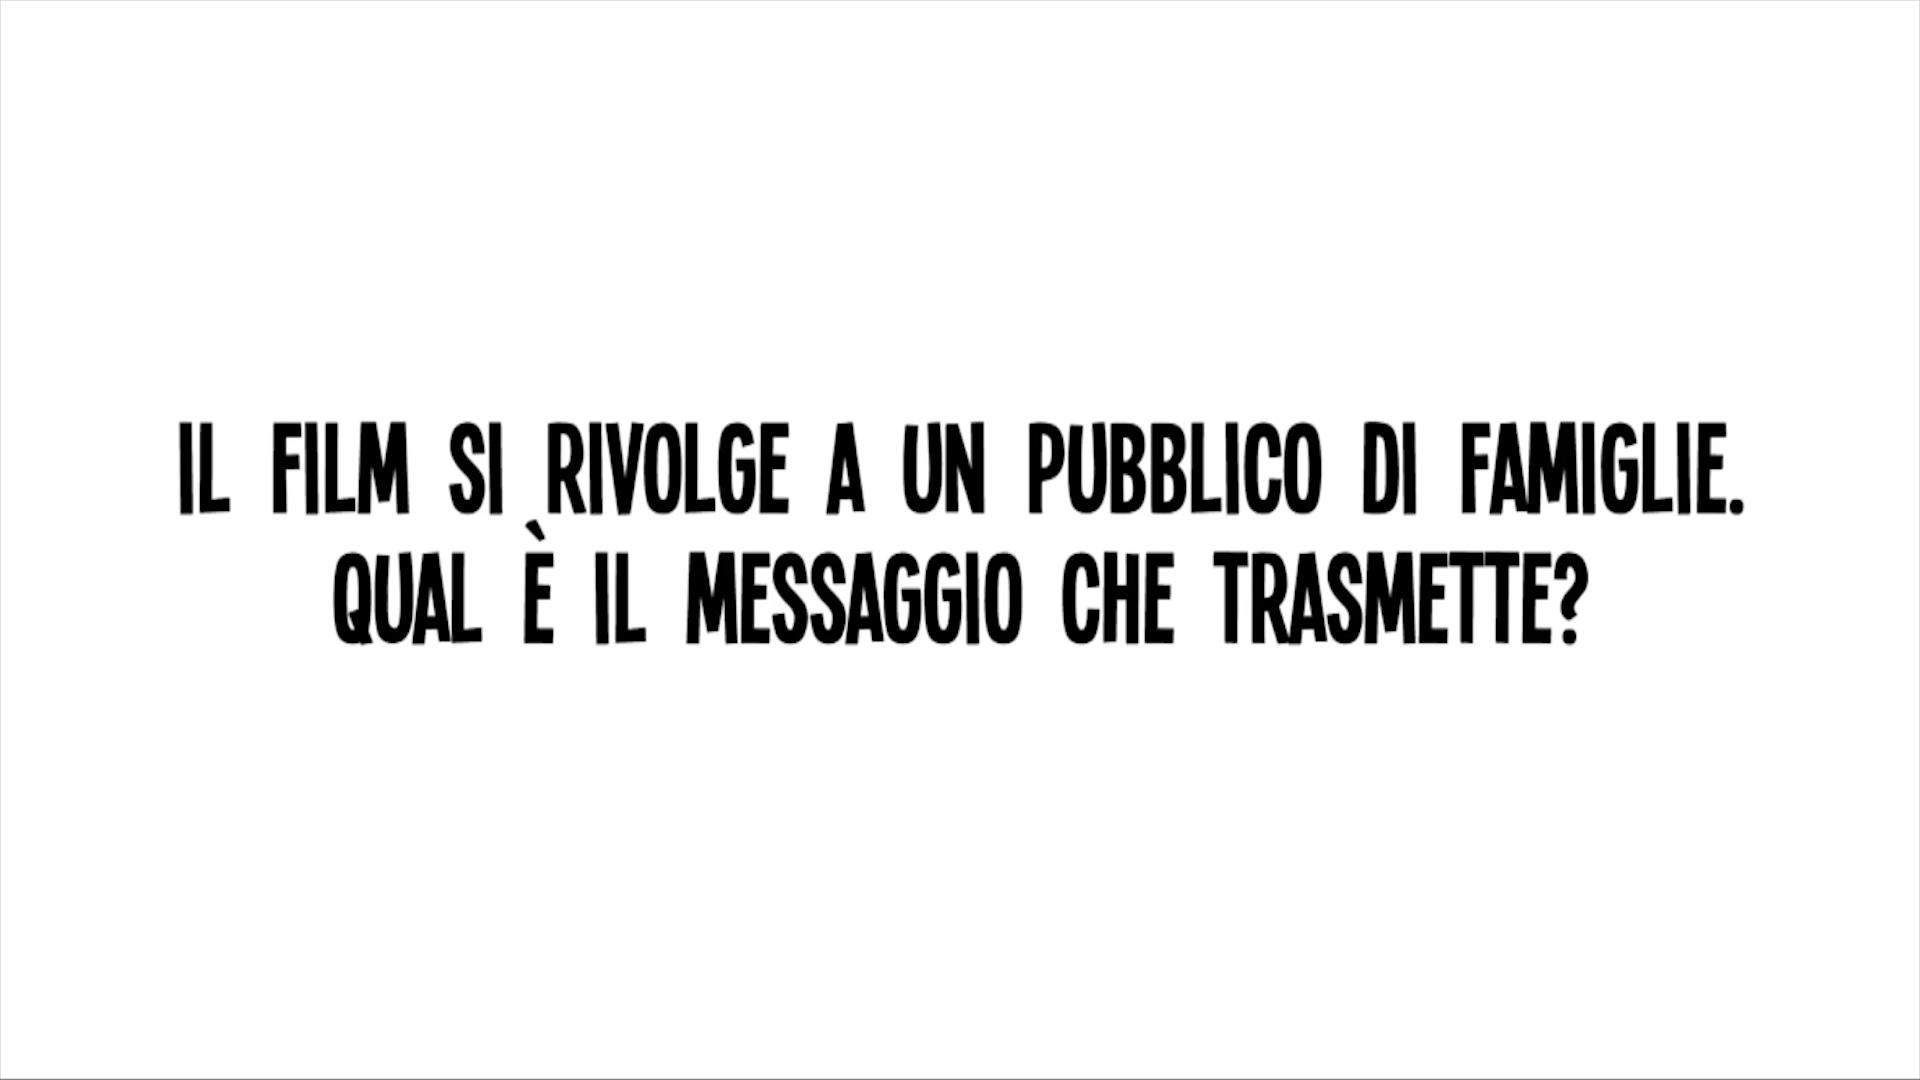 IL FILM SI RIVOLGE A UN PUBBLICO DI FAMIGLIE.
QUAL È IL MESSAGGIO CHE TRASMETTE?